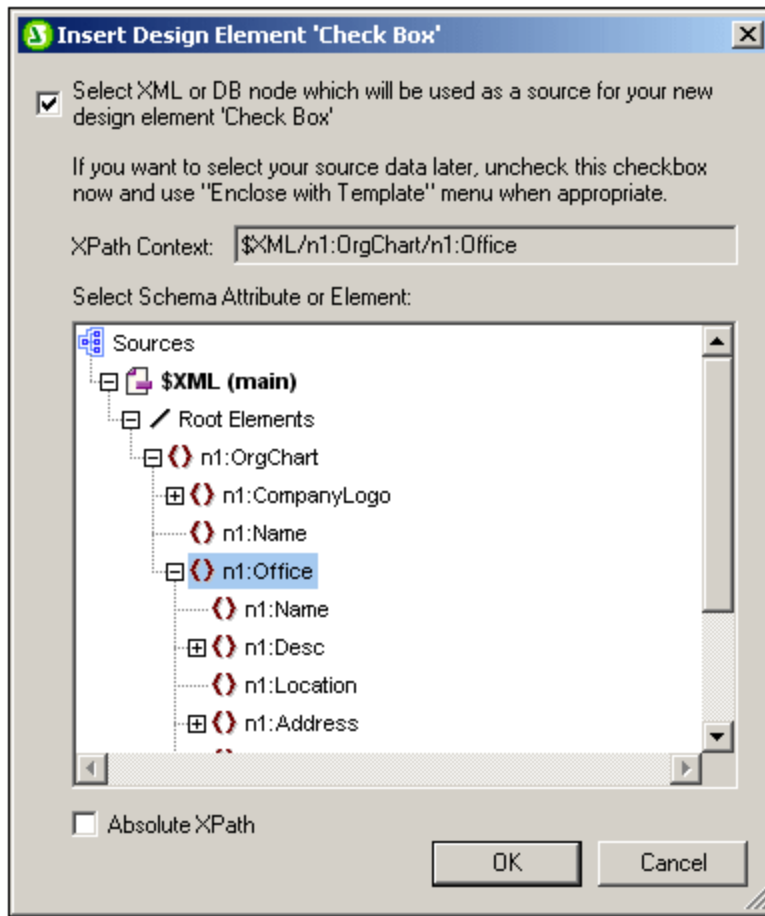 Insert Design Element 'Check Box'
Select XML or DB node which will be used as a source for your new
design element 'Check Box'
If you want to select your source data later, uncheck this checkbox
now and use "Enclose with Template" menu when appropriate.
XPath Context: $XML/n1:OrgChart/n1:Office
Select Schema Attribute or Element:
Sources
$XML (main)
Root Elements
n1:OrgChart
n1:CompanyLogo
n1:Name
n1:Office
n1:Name
n1:Desc
n1:Location
n1:Address
Absolute XPath
OK Cancel